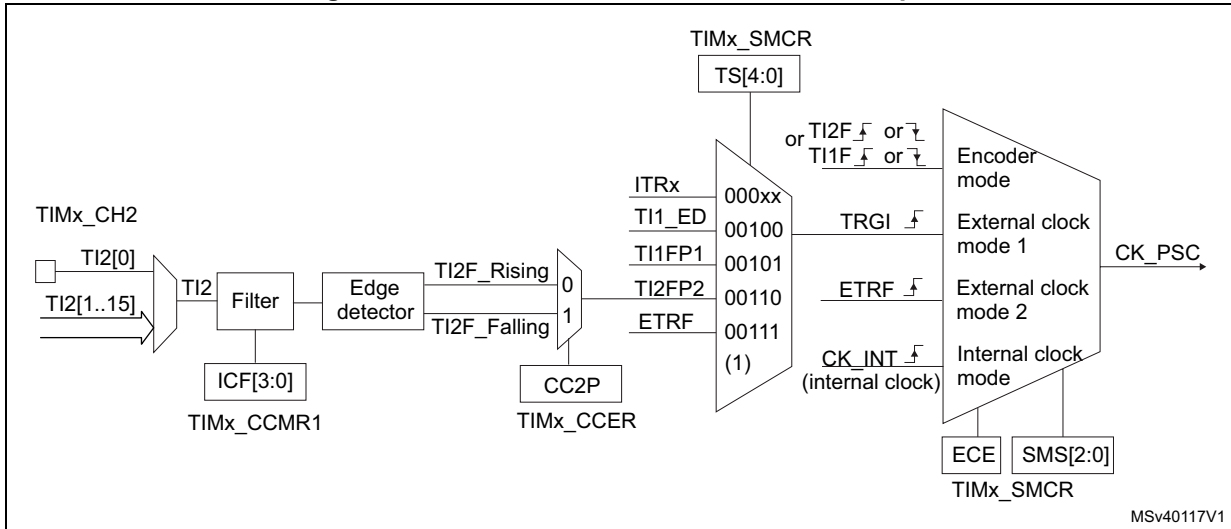 TIMx_SMCR
TS[4:0]
or TI2F or
TI1F or
Encoder
mode
ITRx
000xx
TIMx_CH2
TI1_ED
00100
TRGI
External clock
mode 1
TI2[0]
TI1FP1
00101
CK_PSC
TI2F_Rising
0
TI2
Filter
Edge
detector
TI2FP2
00110
ETRF
External clock
mode 2
TI2[1..15]
1
TI2F_Falling
ETRF
00111
(1)
CK_INT
(internal clock)
Internal clock
mode
ICF[3:0]
CC2P
TIMx_CCMR1
TIMx_CCER
ECE
SMS[2:0]
TIMx_SMCR
MSv40117V1